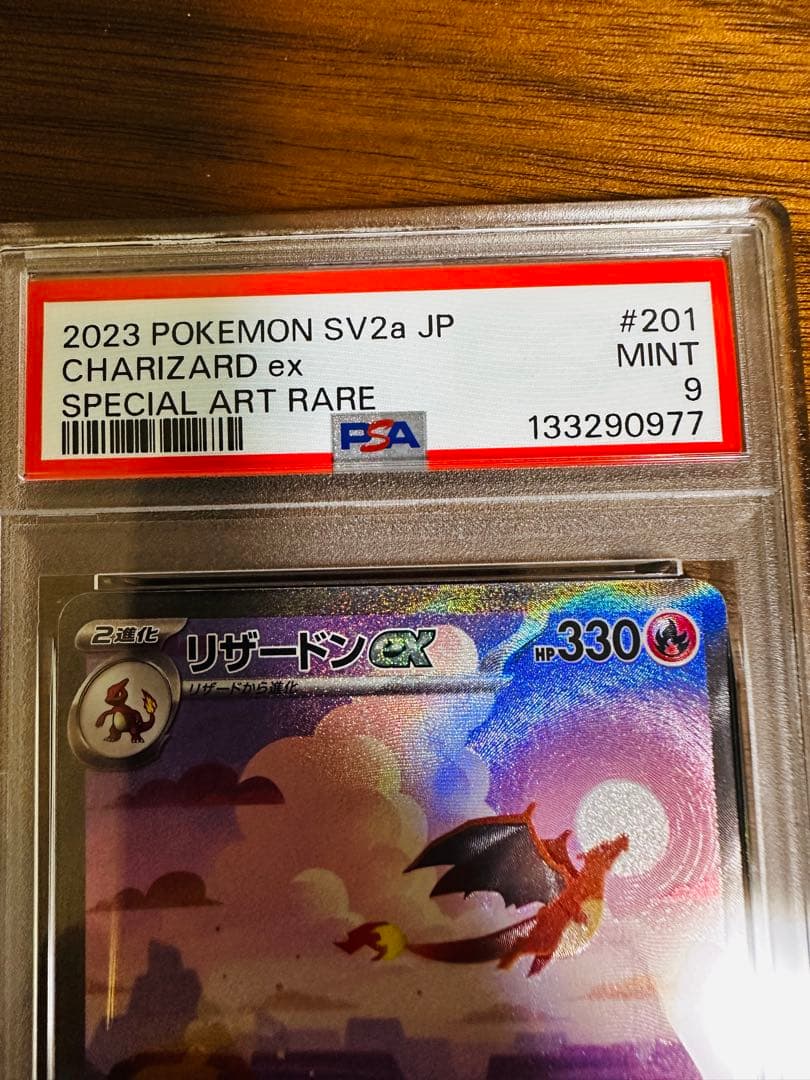 2023 POKEMON SV2a JP #201
CHARIZARD ex MINT
SPECIAL ART RARE 9
PSA 133290977
2進化 リザードンex HP330
リザードから進化